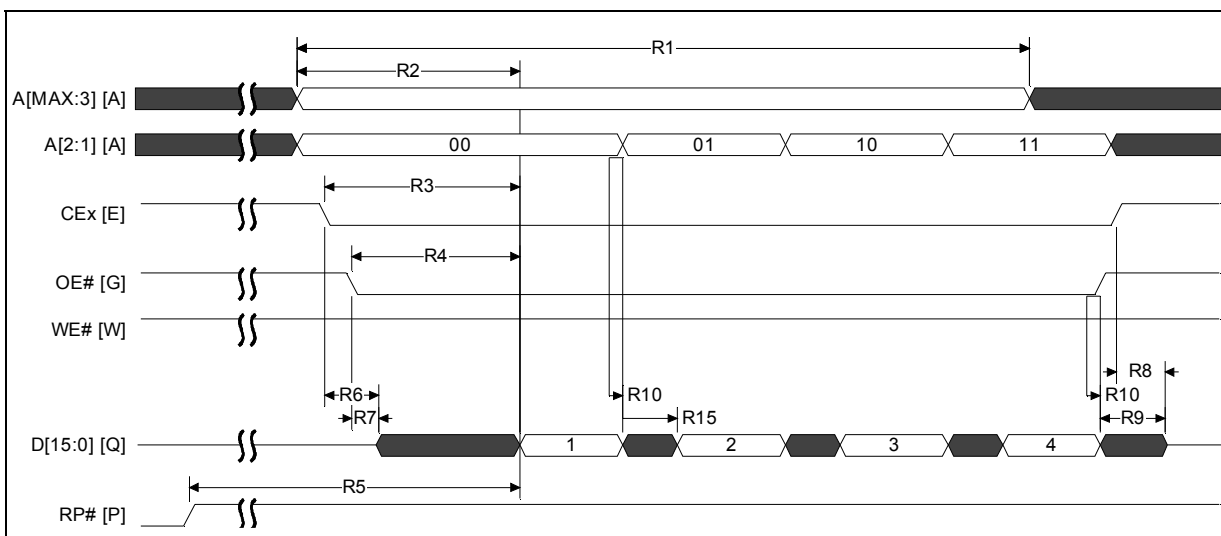 R1
R2
A[MAX:3] [A]
A[2:1] [A]
00
01
10
11
R3
CEx [E]
R4
OE# [G]
WE# [W]
R8
R6
R10
R10
R7
R15
R9
D[15:0] [Q]
1
2
3
4
R5
RP# [P]